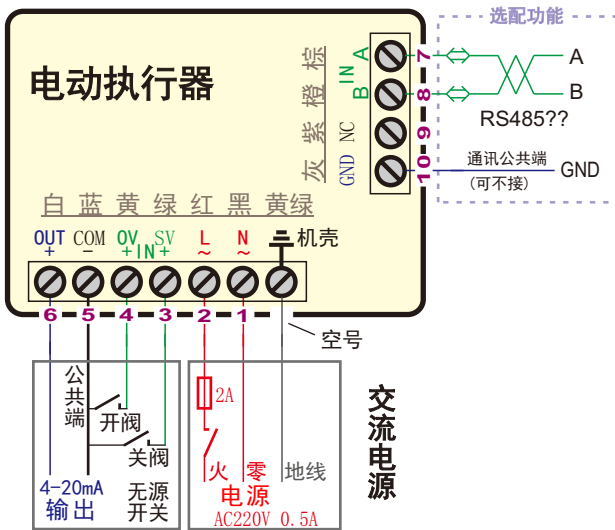 选配功能
电动执行器
棕 橙 紫 灰
A
B
IN
NC
GND
7
8
9
10
A
B
RS485??
通讯公共端
(可不接)
GND
白 蓝 黄 绿 红 黑 黄绿
OUT COM OV SV L N 机壳
+ − + IN + ~ ~
6 5 4 3 2 1
空号
公共端
开阀
关阀
4-20mA
输出
无源
开关
2A
火 零 地线
电源
AC220V 0.5A
交流电源